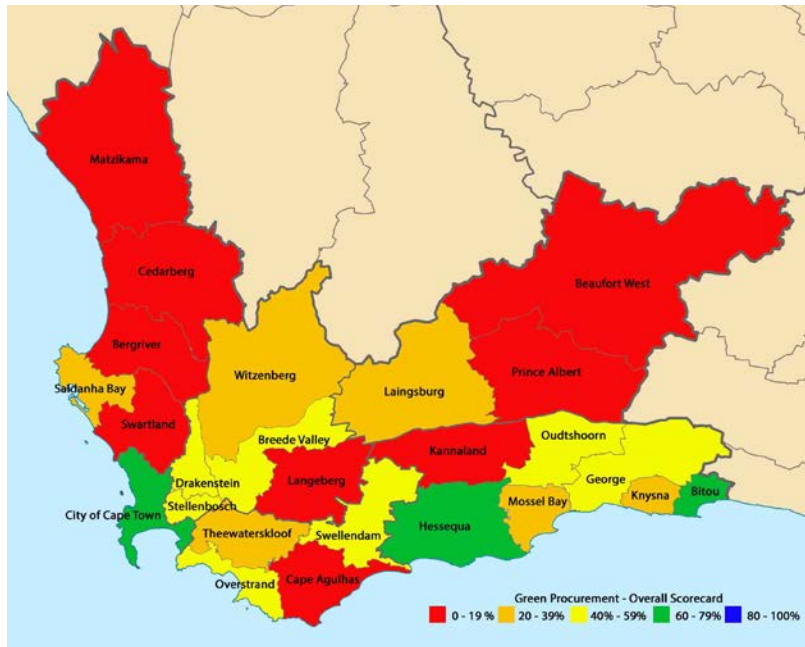 Matzikama
Cedarberg
Beaufort West
Bergriver
Witzenberg
Prince Albert
Saldanha Bay
Laingsburg
Swartland
Breede Valley
Oudtshoorn
Kannaland
Drakenstein
Langeberg
George
Stellenbosch
Mossel Bay
Knysna
Bitou
City of Cape Town
Hessequa
Theewaterskloof
Swellendam
Overstrand
Cape Agulhas
Green Procurement - Overall Scorecard
0 - 19 % 20 - 39% 40% - 59% 60 - 79% 80 - 100%